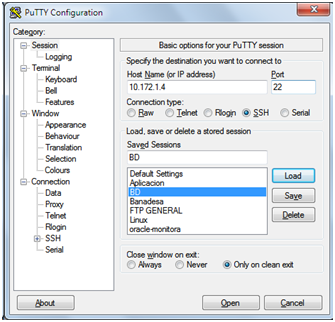 PuTTY Configuration
Category:
Session
Logging
Terminal
Keyboard
Bell
Features
Window
Appearance
Behaviour
Translation
Selection
Colours
Connection
Data
Proxy
Telnet
Rlogin
SSH
Serial
Basic options for your PuTTY session
Specify the destination you want to connect to
Host Name (or IP address) Port
10.172.1.4 22
Connection type:
Raw Telnet Rlogin SSH Serial
Load, save or delete a stored session
Saved Sessions
BD
Default Settings
Aplicacion
BD
Banadesa
FTP GENERAL
Linux
oracle-monitora
Load
Save
Delete
Close window on exit:
Always Never Only on clean exit
About Open Cancel